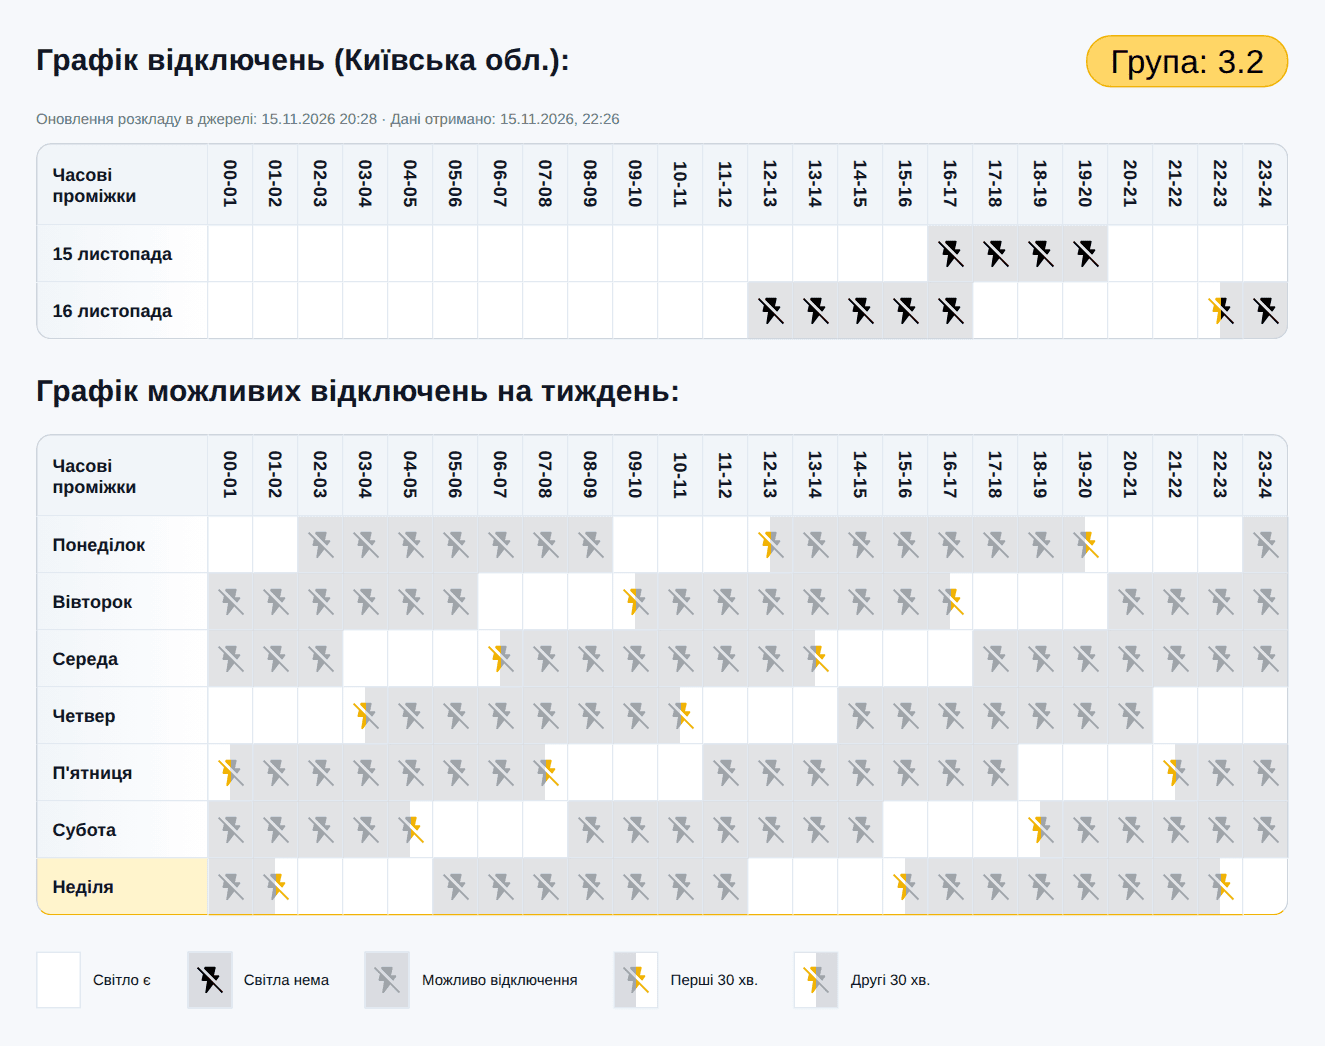 Графік відключень (Київська обл.):
Група: 3.2
Оновлення розкладу в джерелі: 15.11.2026 20:28 · Дані отримано: 15.11.2026, 22:26
Часові
проміжки
00-01 01-02 02-03 03-04 04-05 05-06 06-07 07-08 08-09 09-10 10-11 11-12 12-13 13-14 14-15 15-16 16-17 17-18 18-19 19-20 20-21 21-22 22-23 23-24
15 листопада
16 листопада
Графік можливих відключень на тиждень:
Часові
проміжки
00-01 01-02 02-03 03-04 04-05 05-06 06-07 07-08 08-09 09-10 10-11 11-12 12-13 13-14 14-15 15-16 16-17 17-18 18-19 19-20 20-21 21-22 22-23 23-24
Понеділок
Вівторок
Середа
Четвер
П'ятниця
Субота
Неділя
Світло є
Світла нема
Можливо відключення
Перші 30 хв.
Другі 30 хв.